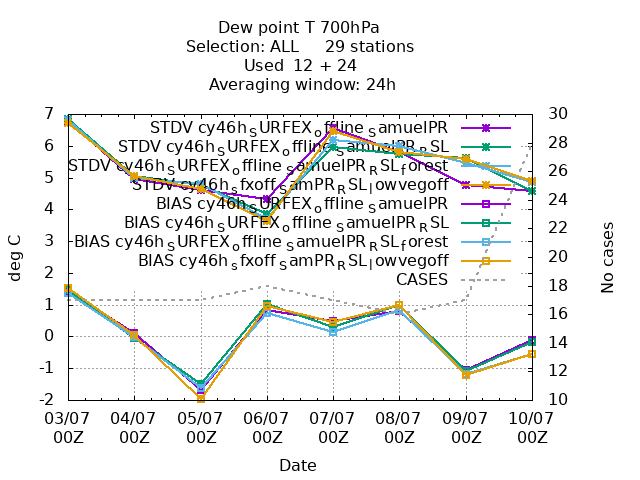 Dew point T 700hPa
Selection: ALL 29 stations
Used 12 + 24
Averaging window: 24h
7
6
5
4
3
2
1
0
-1
-2
deg C
STDV cy46h_SURFEX_offline_SamuelPR
STDV cy46h_SURFEX_offline_SamuelPR_RSL
STDV cy46h_SURFEX_offline_SamuelPR_RSL_forest
STDV cy46h_sfxoff_SamPR_RSL_lowvegoff
BIAS cy46h_SURFEX_offline_SamuelPR
BIAS cy46h_SURFEX_offline_SamuelPR_RSL
BIAS cy46h_SURFEX_offline_SamuelPR_RSL_forest
BIAS cy46h_sfxoff_SamPR_RSL_lowvegoff
CASES
30
28
26
24
22
20
18
16
14
12
10
No cases
03/07 04/07 05/07 06/07 07/07 08/07 09/07 10/07
00Z 00Z 00Z 00Z 00Z 00Z 00Z 00Z
Date